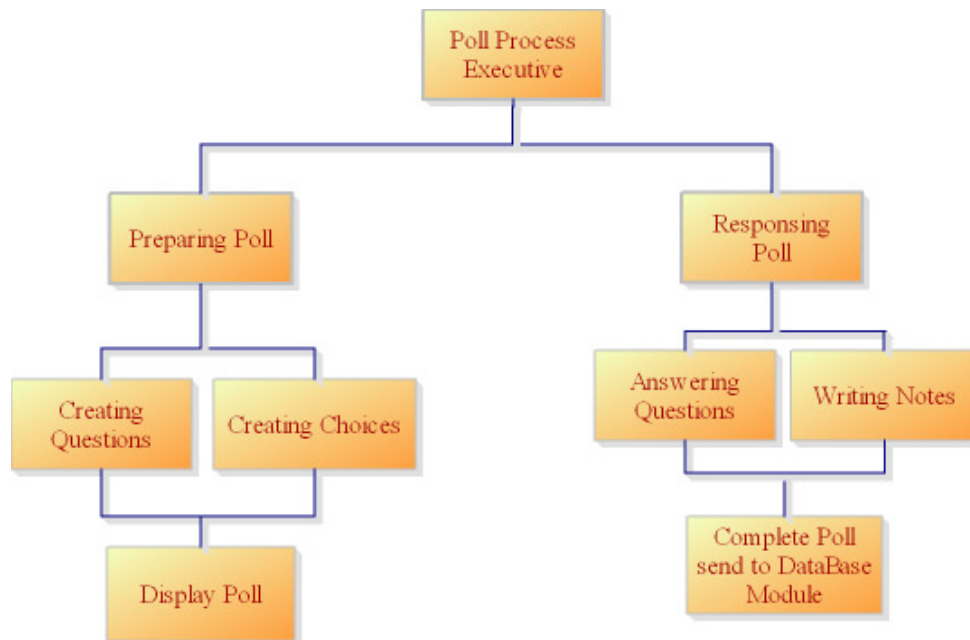 Poll Process
Executive
Preparing Poll
Responsing
Poll
Creating
Questions
Creating Choices
Answering
Questions
Writing Notes
Display Poll
Complete Poll
send to DataBase
Module